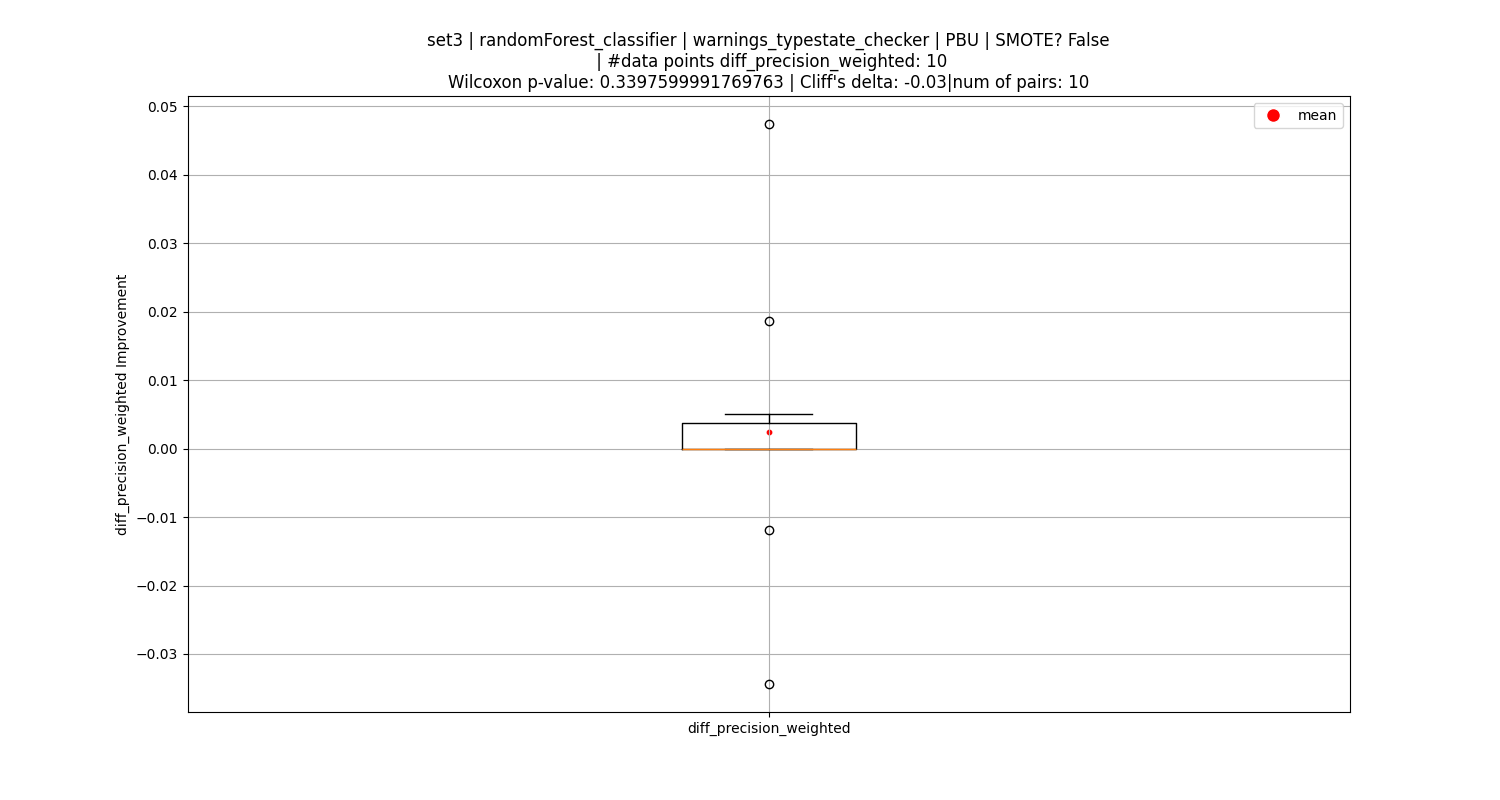 set3 | randomForest_classifier | warnings_typestate_checker | PBU | SMOTE? False
| #data points diff_precision_weighted: 10
Wilcoxon p-value: 0.3397599991769763 | Cliff's delta: -0.03|num of pairs: 10
mean
0.05
0.04
0.03
0.02
0.01
0.00
−0.01
−0.02
−0.03
diff_precision_weighted Improvement
diff_precision_weighted